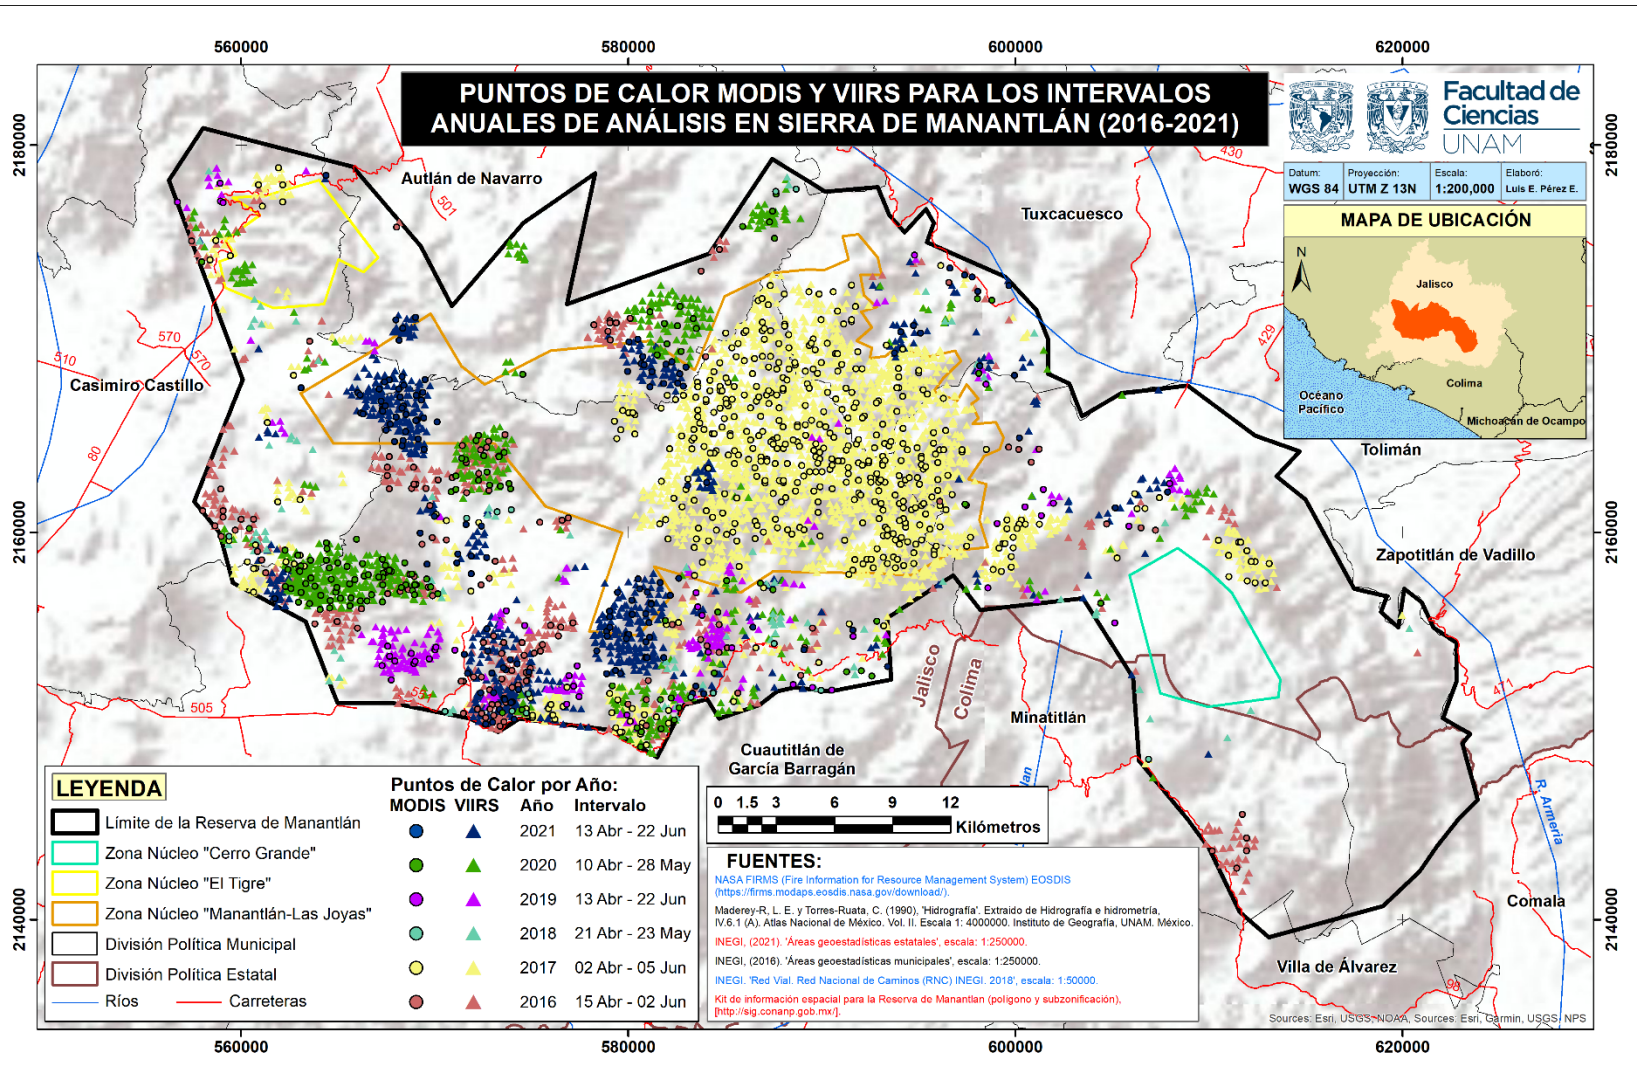 560000
580000
600000
620000
PUNTOS DE CALOR MODIS Y VIIRS PARA LOS INTERVALOS
ANUALES DE ANÁLISIS EN SIERRA DE MANANTLÁN (2016-2021)
Facultad de
Ciencias
UNAM
Datum:
WGS 84
Proyección:
UTM Z 13N
Escala:
1:200,000
Elaboró:
Luis E. Pérez E.
MAPA DE UBICACIÓN
N
Jalisco
Colima
Océano
Pacífico
Michoacán de Ocampo
2180000
2180000
2160000
2160000
2140000
2140000
Autlán de Navarro
Tuxcacuesco
Casimiro Castillo
Tolimán
Zapotitlán de Vadillo
Minatitlán
Cuautitlán de
García Barragán
Comala
Villa de Álvarez
Jalisco
Colima
R. Armeria
501
430
429
570
570
510
80
505
471
98
LEYENDA
Límite de la Reserva de Manantlán
Zona Núcleo "Cerro Grande"
Zona Núcleo "El Tigre"
Zona Núcleo "Manantlán-Las Joyas"
División Política Municipal
División Política Estatal
Ríos
Carreteras
Puntos de Calor por Año:
MODIS VIIRS Año Intervalo
2021 13 Abr - 22 Jun
2020 10 Abr - 28 May
2019 13 Abr - 22 Jun
2018 21 Abr - 23 May
2017 02 Abr - 05 Jun
2016 15 Abr - 02 Jun
0 1.5 3 6 9 12
Kilómetros
FUENTES:
NASA FIRMS (Fire Information for Resource Management System) EOSDIS
(https://firms.modaps.eosdis.nasa.gov/download/).
Maderey-R, L. E. y Torres-Ruata, C. (1990), 'Hidrografía'. Extraido de Hidrografía e hidrometría,
IV.6.1 (A). Atlas Nacional de México. Vol. II. Escala 1: 4000000. Instituto de Geografía, UNAM. México.
INEGI, (2021). 'Áreas geoestadísticas estatales', escala: 1:250000.
INEGI, (2016). 'Áreas geoestadísticas municipales', escala: 1:250000.
INEGI. 'Red Vial. Red Nacional de Caminos (RNC) INEGI. 2018', escala: 1:50000.
Kit de información espacial para la Reserva de Manantlan (polígono y subzonificación),
[http://sig.conanp.gob.mx/].
Sources: Esri, USGS, NOAA, Sources: Esri, Garmin, USGS, NPS
560000
580000
600000
620000